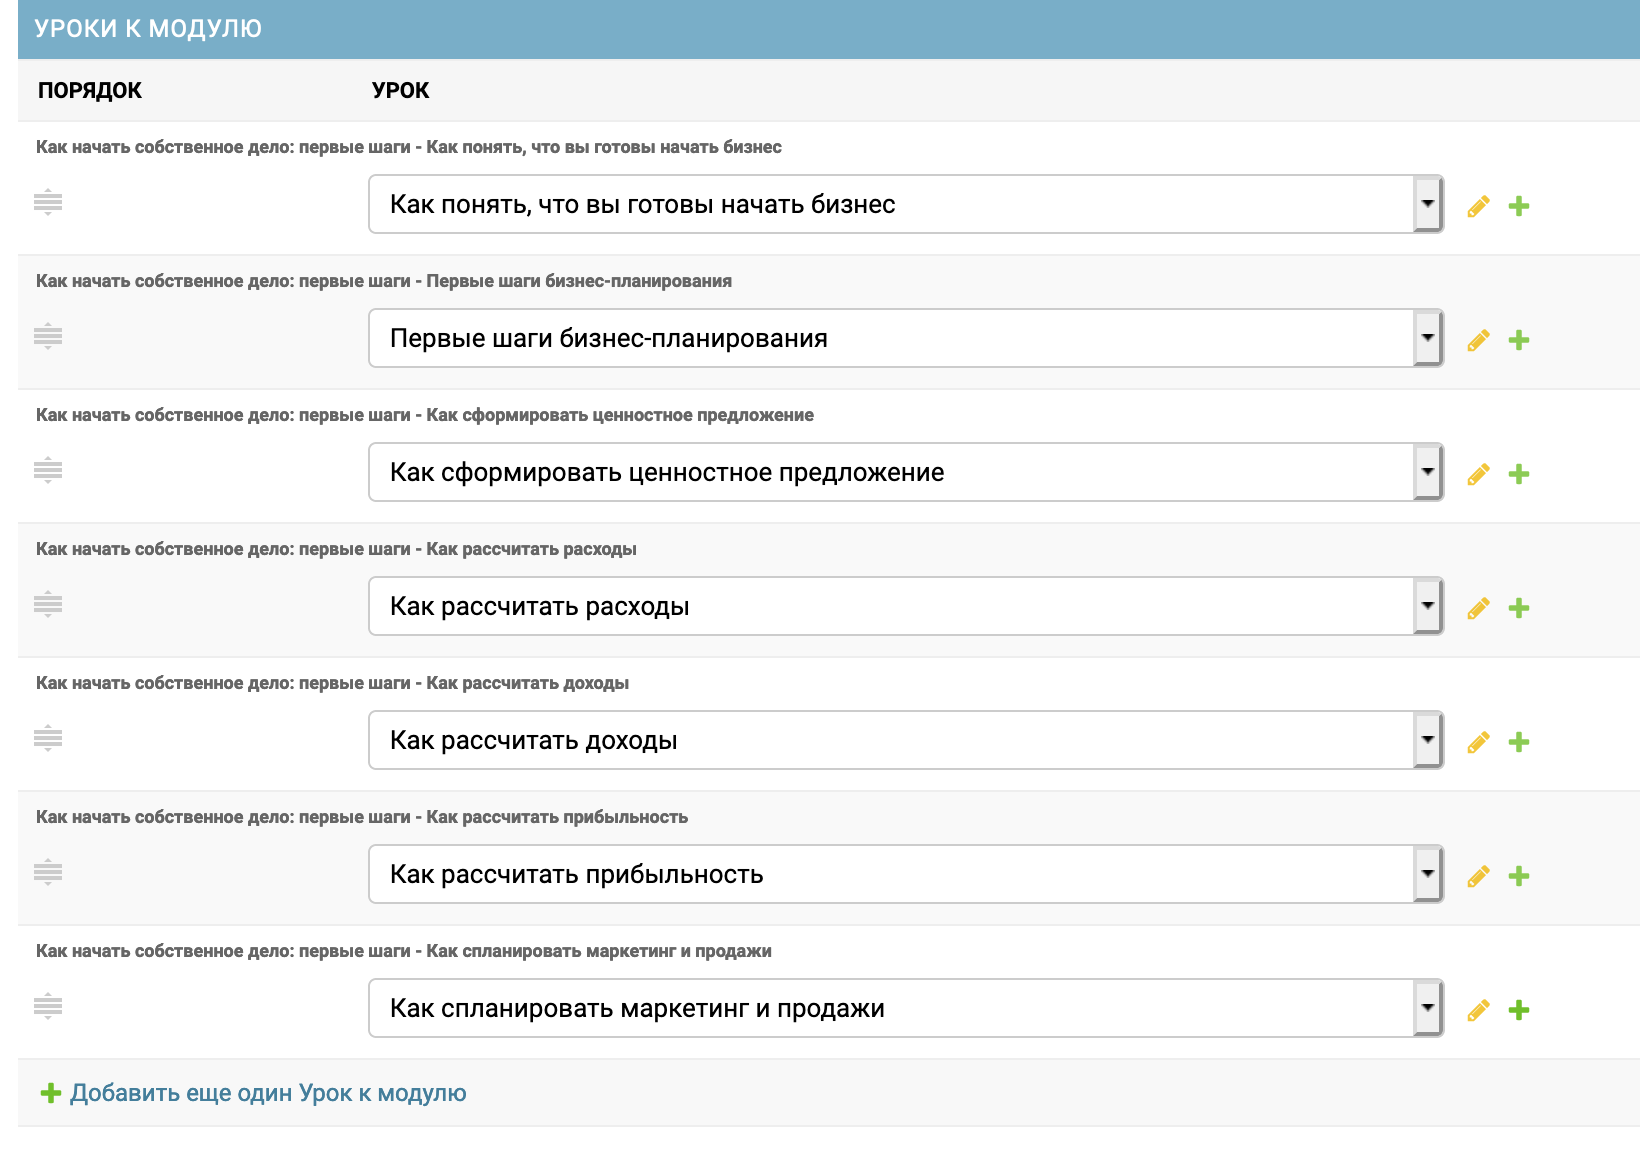 УРОКИ К МОДУЛЮ
ПОРЯДОК УРОК
Как начать собственное дело: первые шаги - Как понять, что вы готовы начать бизнес
Как понять, что вы готовы начать бизнес
Как начать собственное дело: первые шаги - Первые шаги бизнес-планирования
Первые шаги бизнес-планирования
Как начать собственное дело: первые шаги - Как сформировать ценностное предложение
Как сформировать ценностное предложение
Как начать собственное дело: первые шаги - Как рассчитать расходы
Как рассчитать расходы
Как начать собственное дело: первые шаги - Как рассчитать доходы
Как рассчитать доходы
Как начать собственное дело: первые шаги - Как рассчитать прибыльность
Как рассчитать прибыльность
Как начать собственное дело: первые шаги - Как спланировать маркетинг и продажи
Как спланировать маркетинг и продажи
Добавить еще один Урок к модулю